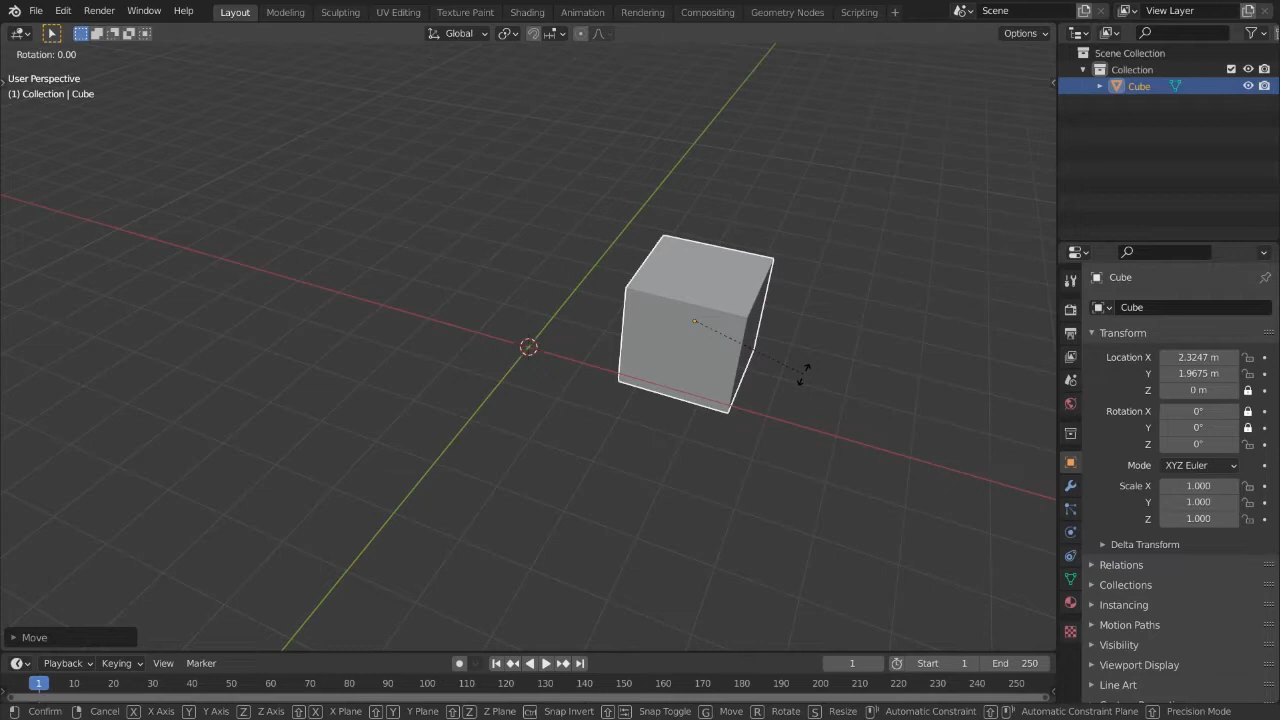 File Edit Render Window Help Layout Modeling Sculpting UV Editing Texture Paint Shading Animation Rendering Compositing Geometry Nodes Scripting + Scene View Layer
Global Options
Rotation: 0.00
User Perspective
(1) Collection | Cube
Scene Collection
Collection
Cube
Cube
Cube
Transform
Location X 2.3247 m
Y 1.9675 m
Z 0 m
Rotation X 0°
Y 0°
Z 0°
Mode XYZ Euler
Scale X 1.000
Y 1.000
Z 1.000
Delta Transform
Relations
Collections
Instancing
Motion Paths
Visibility
Viewport Display
Line Art
Move
Playback Keying View Marker 1 Start 1 End 250
1 10 20 30 40 50 60 70 80 90 100 110 120 130 140 150 160 170 180 190 200 210 220 230 240 250
Confirm Cancel X X Axis Y Y Axis Z Z Axis X X Plane Y Y Plane Z Z Plane Ctrl Snap Invert Snap Toggle G Move R Rotate S Resize Automatic Constraint Automatic Constraint Plane Precision Mode